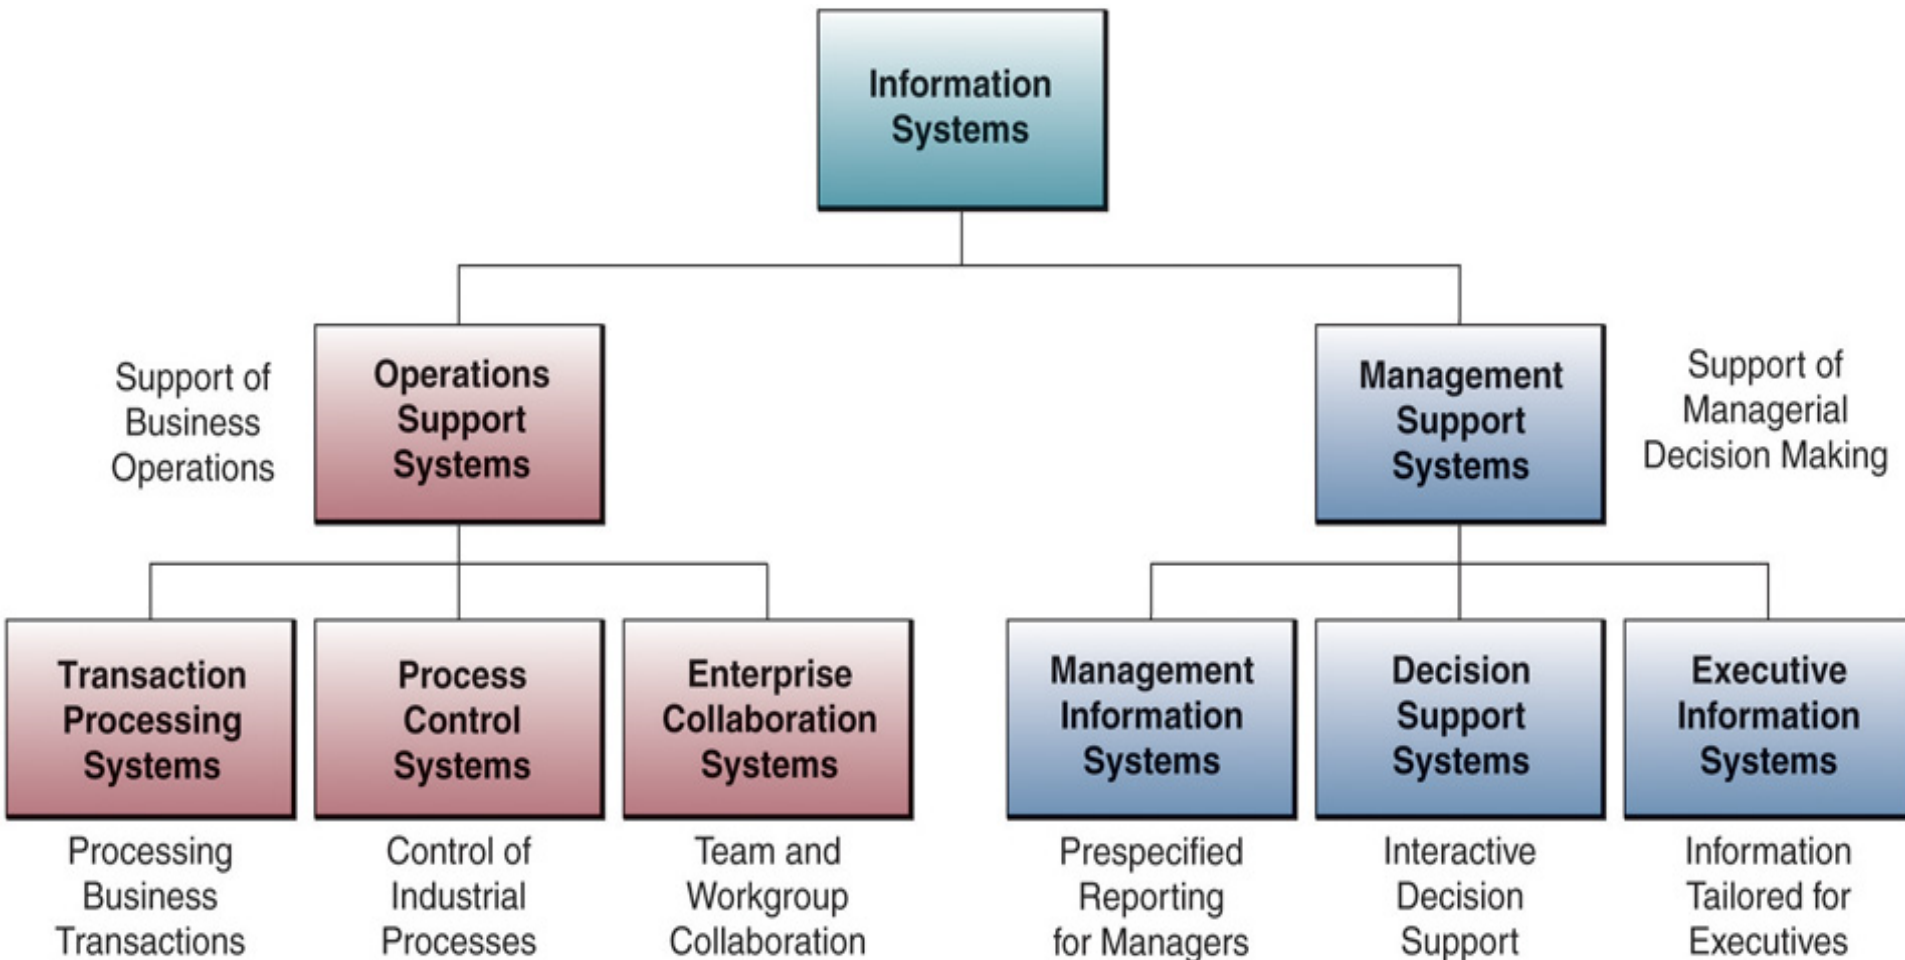 Information
Systems
Support of
Business
Operations
Operations
Support
Systems
Management
Support
Systems
Support of
Managerial
Decision Making
Transaction
Processing
Systems
Process
Control
Systems
Enterprise
Collaboration
Systems
Management
Information
Systems
Decision
Support
Systems
Executive
Information
Systems
Processing
Business
Transactions
Control of
Industrial
Processes
Team and
Workgroup
Collaboration
Prespecified
Reporting
for Managers
Interactive
Decision
Support
Information
Tailored for
Executives